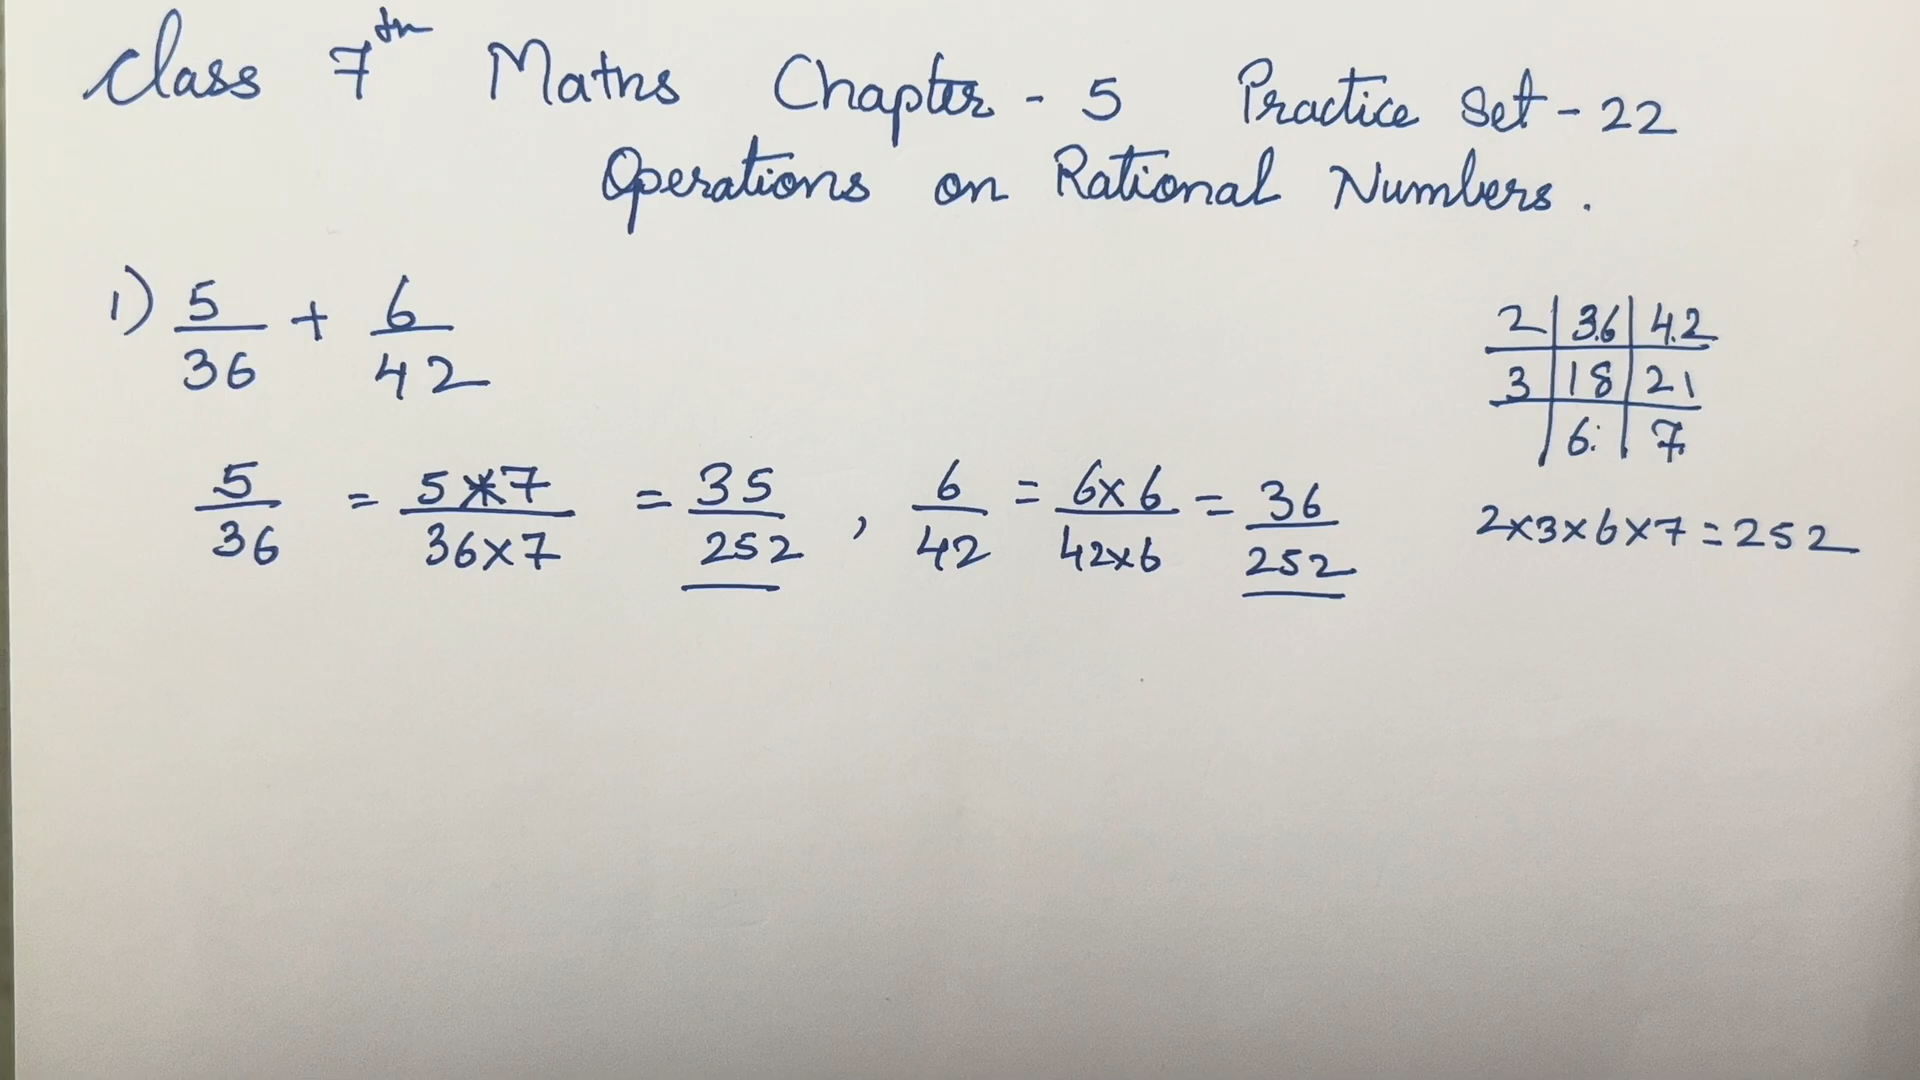 Class 7th Maths Chapter - 5 Practice Set - 22
Operations on Rational Numbers.
1) 5/36 + 6/42
2 | 36 | 42
3 | 18 | 21
| 6 | 7
5/36 = 5×7/36×7 = 35/252 , 6/42 = 6×6/42×6 = 36/252
2×3×6×7 = 252